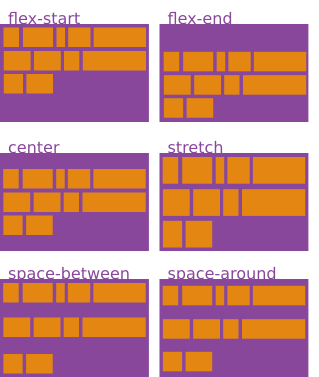 flex-start
flex-end
center
stretch
space-between
space-around